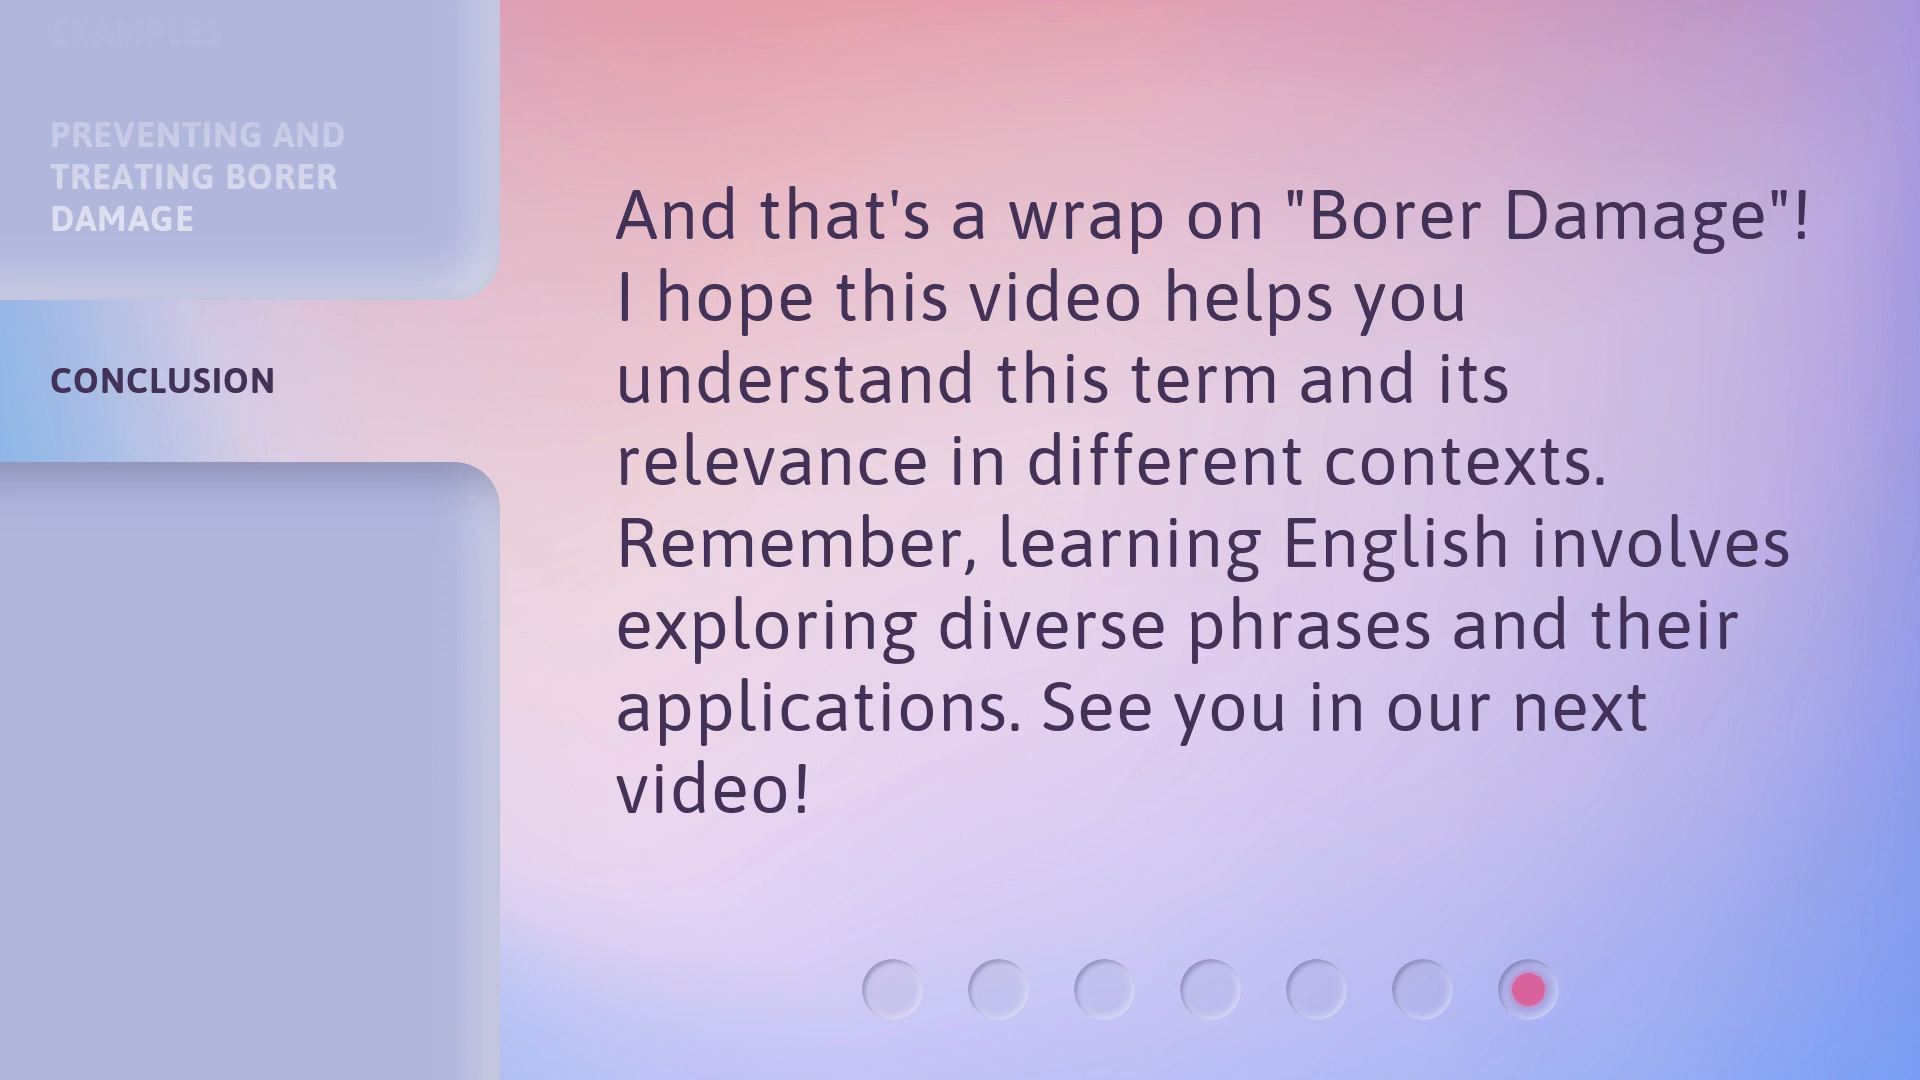 EXAMPLES
PREVENTING AND
TREATING BORER
DAMAGE
CONCLUSION
And that's a wrap on "Borer Damage"!
I hope this video helps you
understand this term and its
relevance in different contexts.
Remember, learning English involves
exploring diverse phrases and their
applications. See you in our next
video!